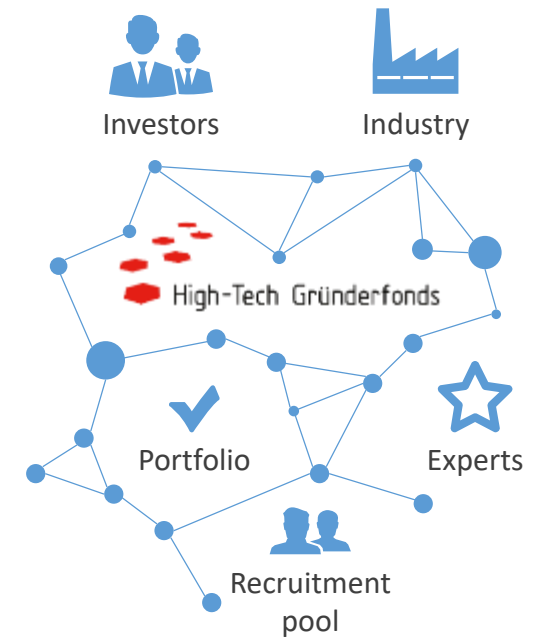 Investors
Industry
High-Tech Gründerfonds
Portfolio
Experts
Recruitment
pool